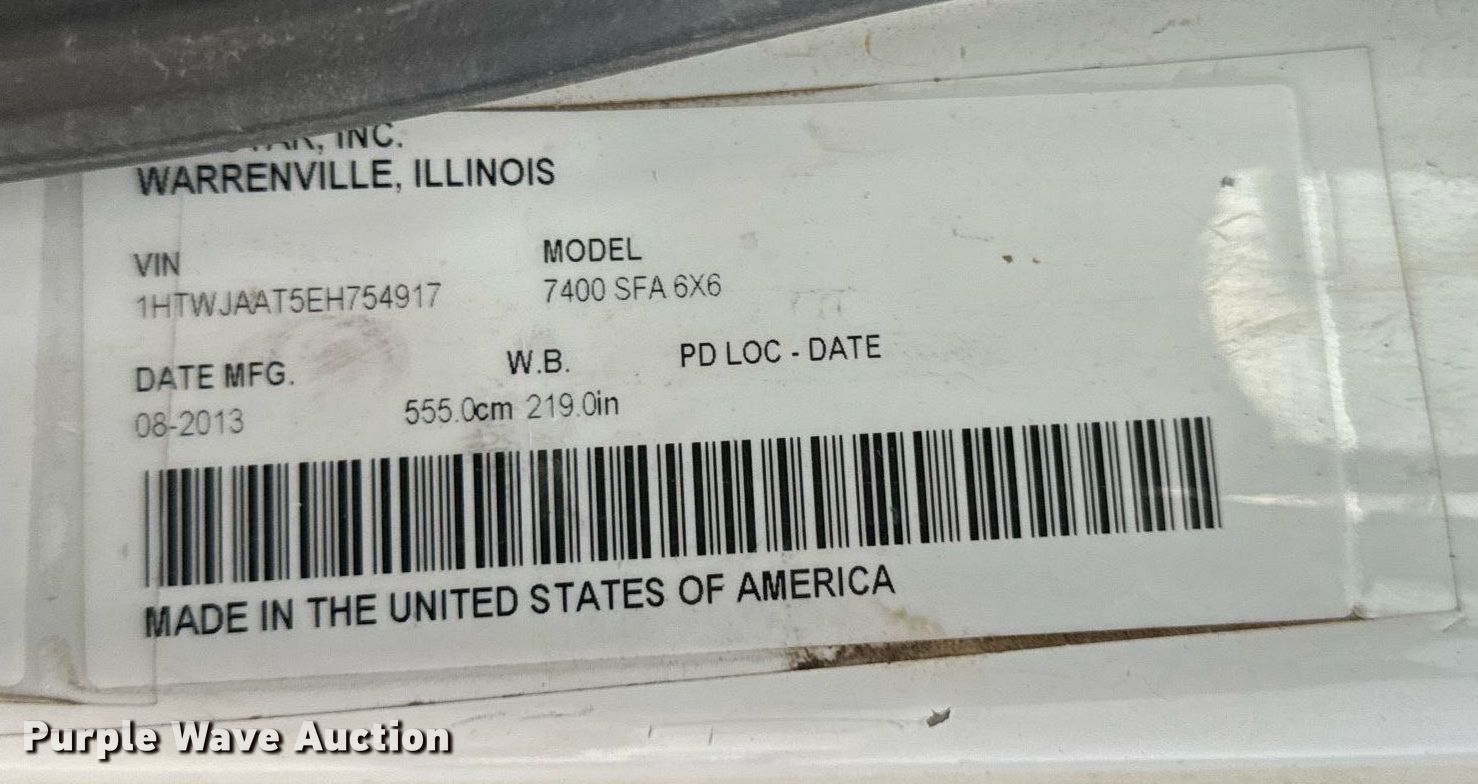 INC.
WARRENVILLE, ILLINOIS
VIN MODEL
1HTWJAAT5EH754917 7400 SFA 6X6
DATE MFG. W.B. PD LOC - DATE
08-2013 555.0cm 219.0in
MADE IN THE UNITED STATES OF AMERICA
Purple Wave Auction